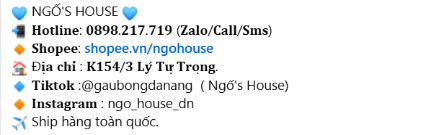 💙 NGỐ'S HOUSE 💙
📲 Hotline: 0898.217.719 (Zalo/Call/Sms)
🔸 Shopee: shopee.vn/ngohouse
🏠 Địa chỉ : K154/3 Lý Tự Trọng.
🔹 Tiktok :@gaubongdanang ( Ngố's House)
🔸 Instagram : ngo_house_dn
✈️ Ship hàng toàn quốc.